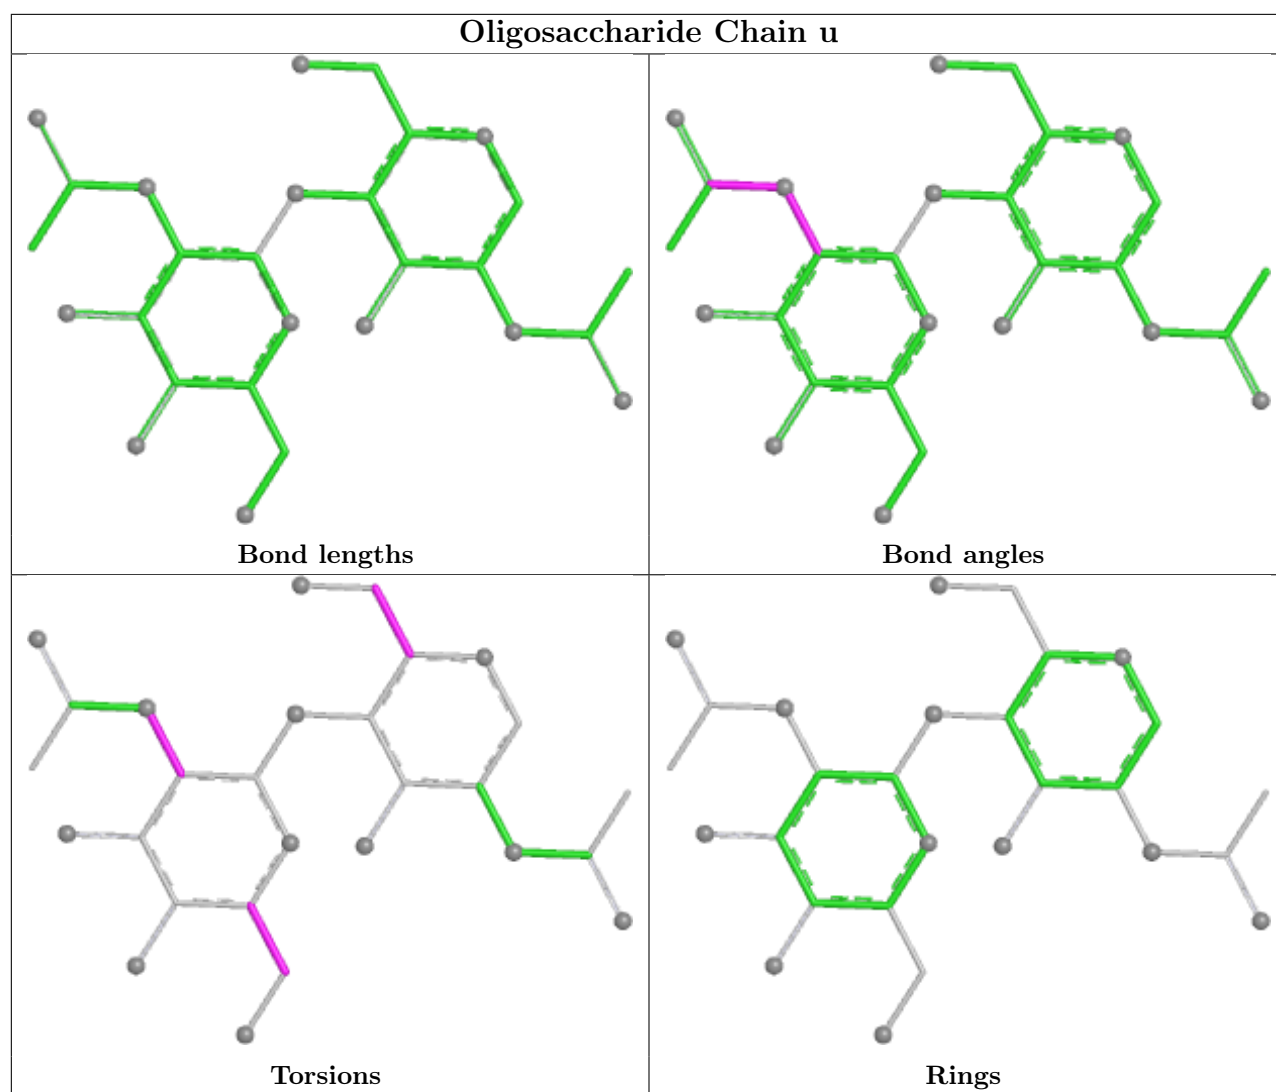 Oligosaccharide Chain u
Bond lengths
Bond angles
Torsions
Rings